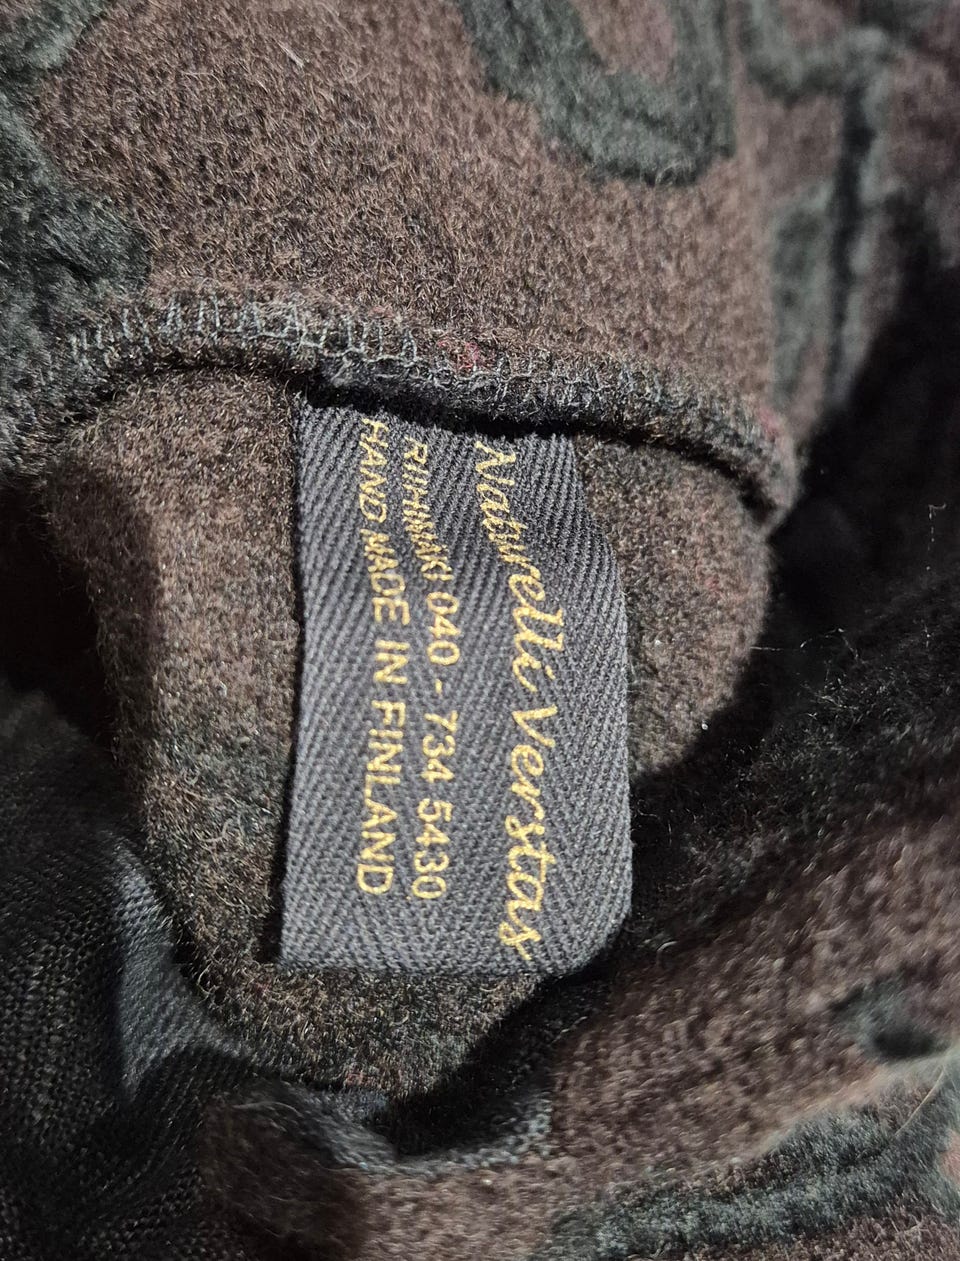 Naturelli Verstas
RIIHIMÄKI 040 - 734 5430
HAND MADE IN FINLAND